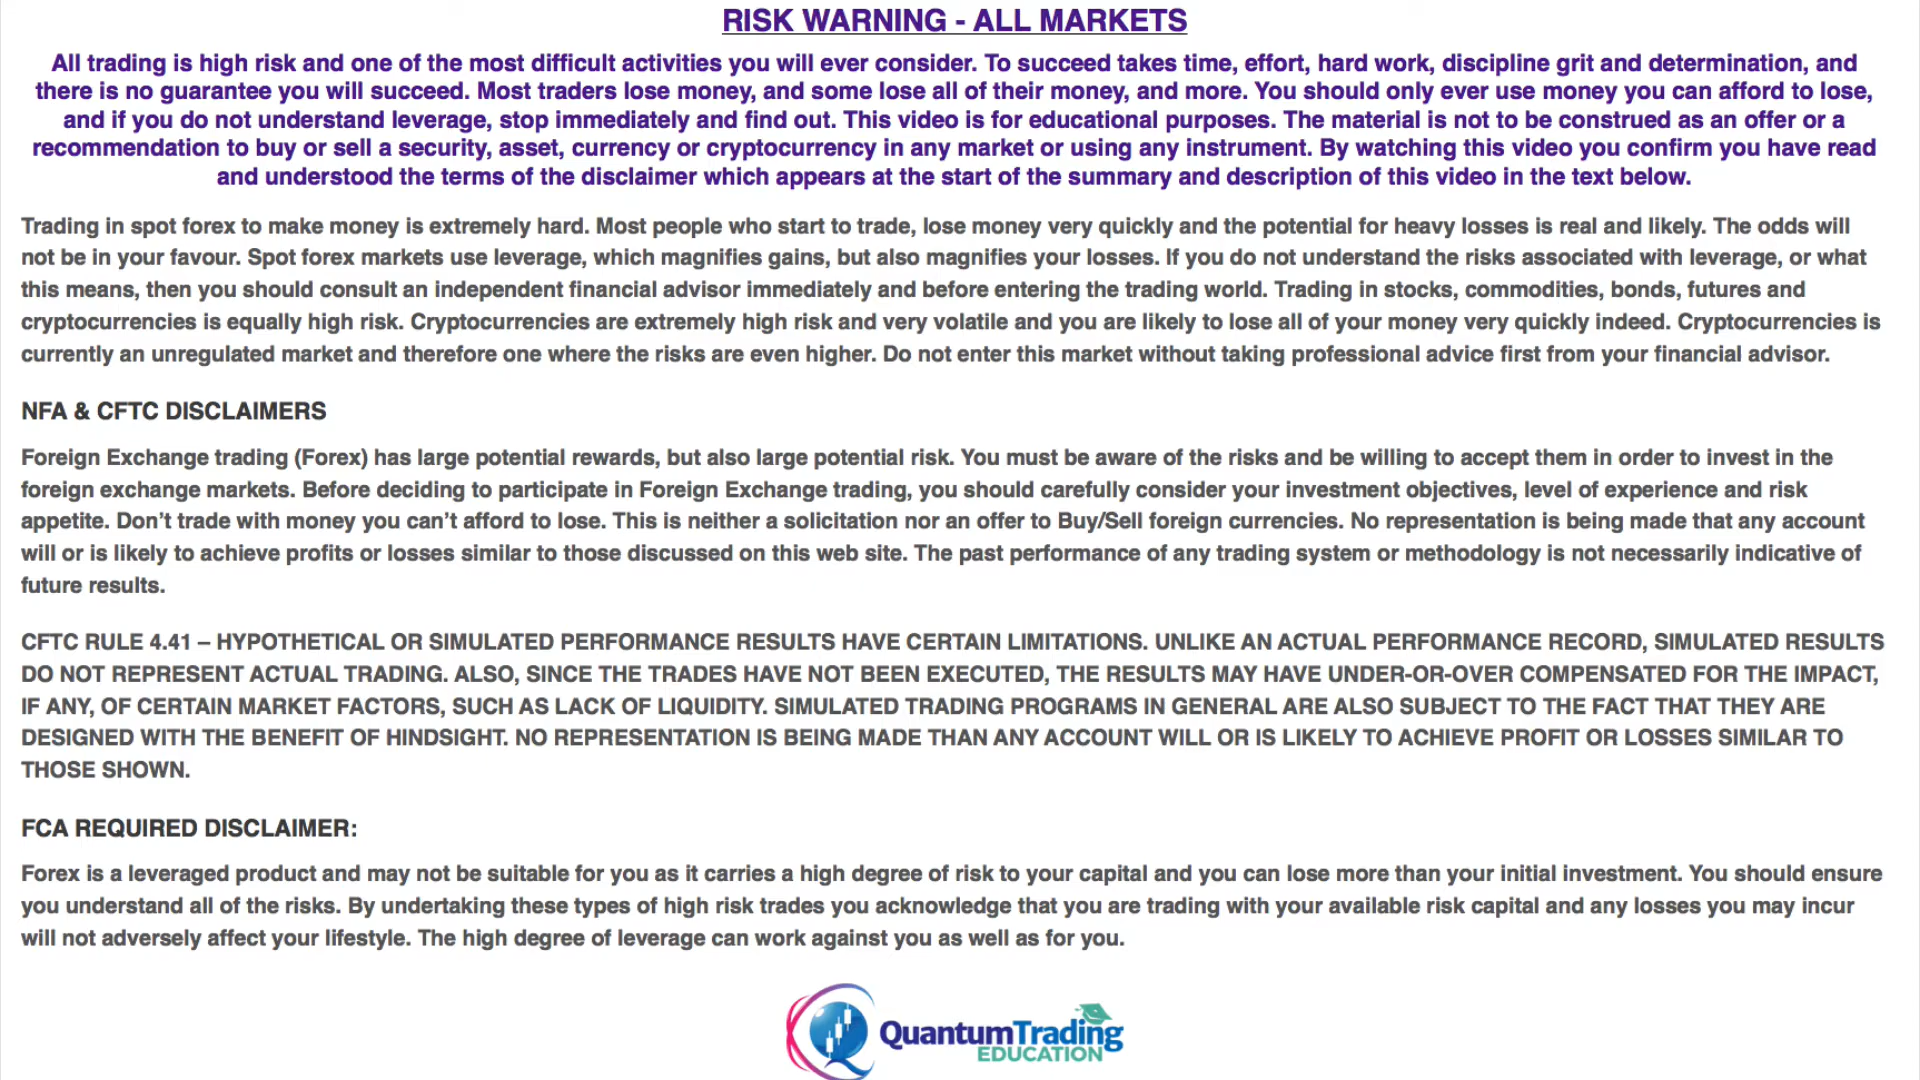 RISK WARNING - ALL MARKETS
All trading is high risk and one of the most difficult activities you will ever consider. To succeed takes time, effort, hard work, discipline grit and determination, and
there is no guarantee you will succeed. Most traders lose money, and some lose all of their money, and more. You should only ever use money you can afford to lose,
and if you do not understand leverage, stop immediately and find out. This video is for educational purposes. The material is not to be construed as an offer or a
recommendation to buy or sell a security, asset, currency or cryptocurrency in any market or using any instrument. By watching this video you confirm you have read
and understood the terms of the disclaimer which appears at the start of the summary and description of this video in the text below.
Trading in spot forex to make money is extremely hard. Most people who start to trade, lose money very quickly and the potential for heavy losses is real and likely. The odds will
not be in your favour. Spot forex markets use leverage, which magnifies gains, but also magnifies your losses. If you do not understand the risks associated with leverage, or what
this means, then you should consult an independent financial advisor immediately and before entering the trading world. Trading in stocks, commodities, bonds, futures and
cryptocurrencies is equally high risk. Cryptocurrencies are extremely high risk and very volatile and you are likely to lose all of your money very quickly indeed. Cryptocurrencies is
currently an unregulated market and therefore one where the risks are even higher. Do not enter this market without taking professional advice first from your financial advisor.
NFA & CFTC DISCLAIMERS
Foreign Exchange trading (Forex) has large potential rewards, but also large potential risk. You must be aware of the risks and be willing to accept them in order to invest in the
foreign exchange markets. Before deciding to participate in Foreign Exchange trading, you should carefully consider your investment objectives, level of experience and risk
appetite. Don’t trade with money you can’t afford to lose. This is neither a solicitation nor an offer to Buy/Sell foreign currencies. No representation is being made that any account
will or is likely to achieve profits or losses similar to those discussed on this web site. The past performance of any trading system or methodology is not necessarily indicative of
future results.
CFTC RULE 4.41 – HYPOTHETICAL OR SIMULATED PERFORMANCE RESULTS HAVE CERTAIN LIMITATIONS. UNLIKE AN ACTUAL PERFORMANCE RECORD, SIMULATED RESULTS
DO NOT REPRESENT ACTUAL TRADING. ALSO, SINCE THE TRADES HAVE NOT BEEN EXECUTED, THE RESULTS MAY HAVE UNDER-OR-OVER COMPENSATED FOR THE IMPACT,
IF ANY, OF CERTAIN MARKET FACTORS, SUCH AS LACK OF LIQUIDITY. SIMULATED TRADING PROGRAMS IN GENERAL ARE ALSO SUBJECT TO THE FACT THAT THEY ARE
DESIGNED WITH THE BENEFIT OF HINDSIGHT. NO REPRESENTATION IS BEING MADE THAN ANY ACCOUNT WILL OR IS LIKELY TO ACHIEVE PROFIT OR LOSSES SIMILAR TO
THOSE SHOWN.
FCA REQUIRED DISCLAIMER:
Forex is a leveraged product and may not be suitable for you as it carries a high degree of risk to your capital and you can lose more than your initial investment. You should ensure
you understand all of the risks. By undertaking these types of high risk trades you acknowledge that you are trading with your available risk capital and any losses you may incur
will not adversely affect your lifestyle. The high degree of leverage can work against you as well as for you.
QuantumTrading
EDUCATION